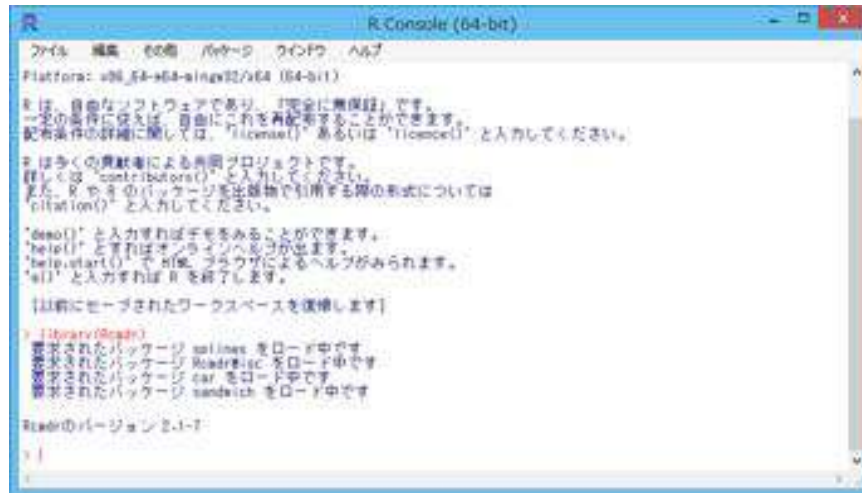 R Console (64-bit)
ファイル 編集 その他 パッケージ ウインドウ ヘルプ
Platform: x86_64-w64-mingw32/x64 (64-bit)
R は、自由なソフトウェアであり、「完全に無保証」です。
一定の条件に従えば、自由にこれを再配布することができます。
配布条件の詳細に関しては、'license()' あるいは 'licence()' と入力してください。
R は多くの貢献者による共同プロジェクトです。
詳しくは 'contributors()' と入力してください。
また、R や R のパッケージを出版物で引用する際の形式については
'citation()' と入力してください。
'demo()' と入力すればデモをみることができます。
'help()' とすればオンラインヘルプが出ます。
'help.start()' で HTML ブラウザによるヘルプがみられます。
'q()' と入力すれば R を終了します。
[以前にセーブされたワークスペースを復帰します]
> library(Rcmdr)
要求されたパッケージ splines をロード中です
要求されたパッケージ RcmdrMisc をロード中です
要求されたパッケージ car をロード中です
要求されたパッケージ sandwich をロード中です
Rcmdrのバージョン 2.1-7
>